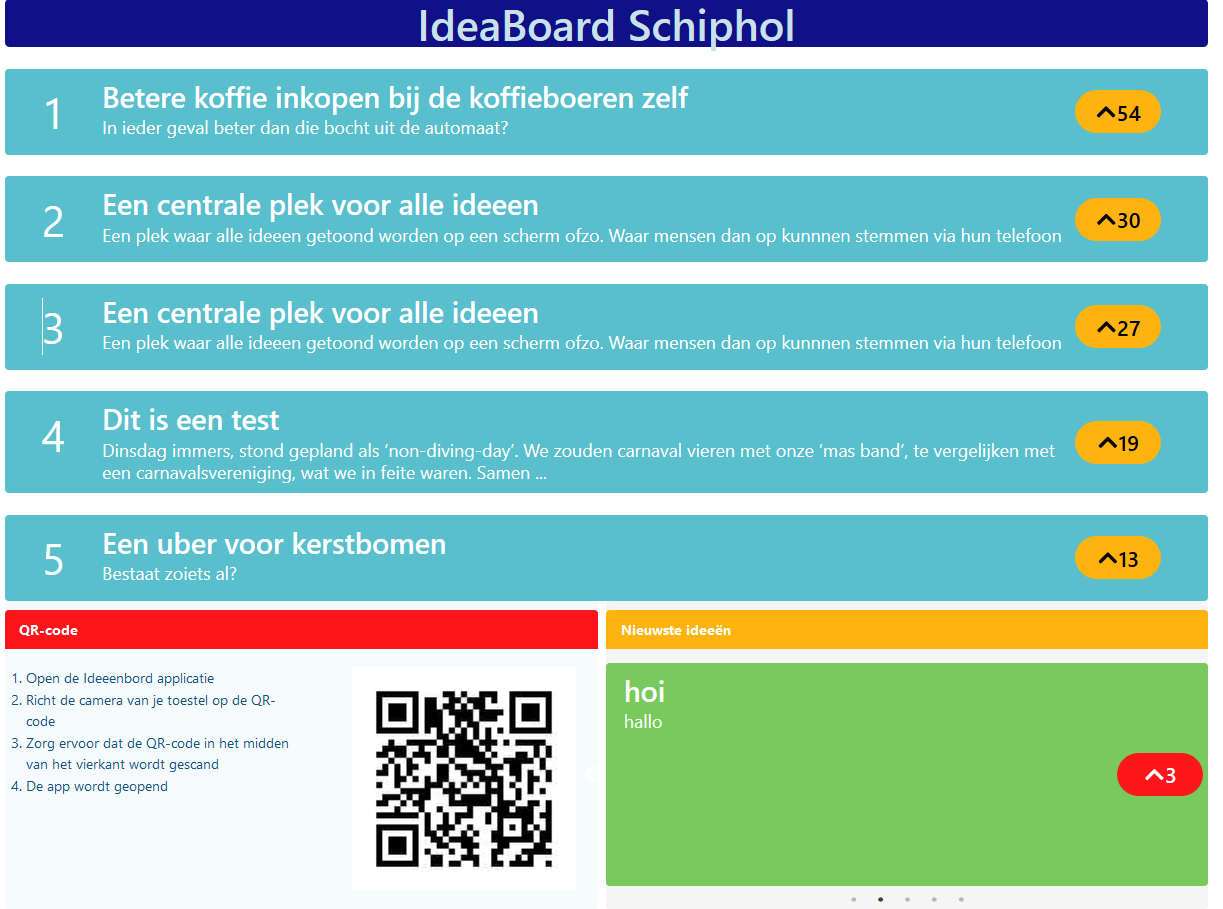 IdeaBoard Schiphol
1
Betere koffie inkopen bij de koffieboeren zelf
In ieder geval beter dan die bocht uit de automaat?
54
2
Een centrale plek voor alle ideeen
Een plek waar alle ideeen getoond worden op een scherm ofzo. Waar mensen dan op kunnnen stemmen via hun telefoon
30
3
Een centrale plek voor alle ideeen
Een plek waar alle ideeen getoond worden op een scherm ofzo. Waar mensen dan op kunnnen stemmen via hun telefoon
27
4
Dit is een test
Dinsdag immers, stond gepland als ‘non-diving-day’. We zouden carnaval vieren met onze ‘mas band’, te vergelijken met
een carnavalsvereniging, wat we in feite waren. Samen ...
19
5
Een uber voor kerstbomen
Bestaat zoiets al?
13
QR-code
1. Open de Ideeenbord applicatie
2. Richt de camera van je toestel op de QR-
code
3. Zorg ervoor dat de QR-code in het midden
van het vierkant wordt gescand
4. De app wordt geopend
Nieuwste ideeën
hoi
hallo
3